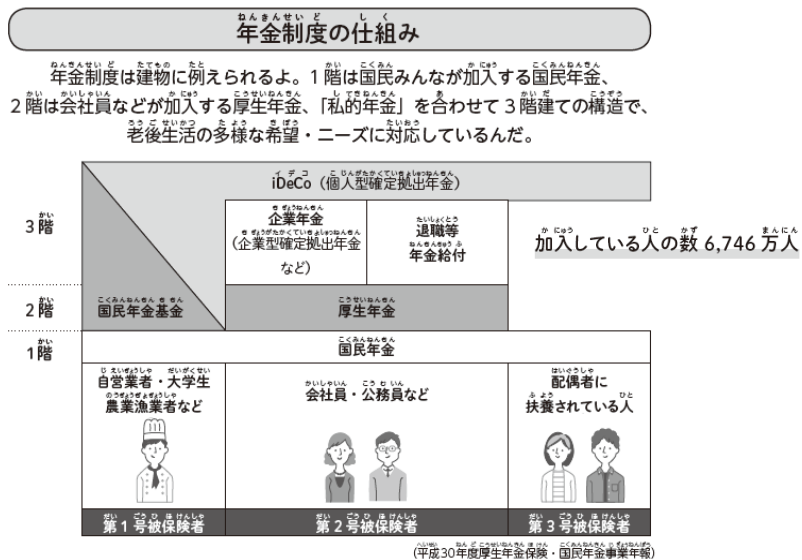 年金制度の仕組み
年金制度は建物に例えられるよ。1階は国民みんなが加入する国民年金、
2階は会社員などが加入する厚生年金、「私的年金」を合わせて3階建ての構造で、
老後生活の多様な希望・ニーズに対応しているんだ。
iDeCo(個人型確定拠出年金)
3階
企業年金
(企業型確定拠出年金
など)
退職等
年金給付
加入している人の数 6,746万人
2階
国民年金基金
厚生年金
1階
国民年金
自営業者・大学生
農業漁業者など
会社員・公務員など
配偶者に
扶養されている人
第1号被保険者
第2号被保険者
第3号被保険者
(平成30年度厚生年金保険・国民年金事業年報)